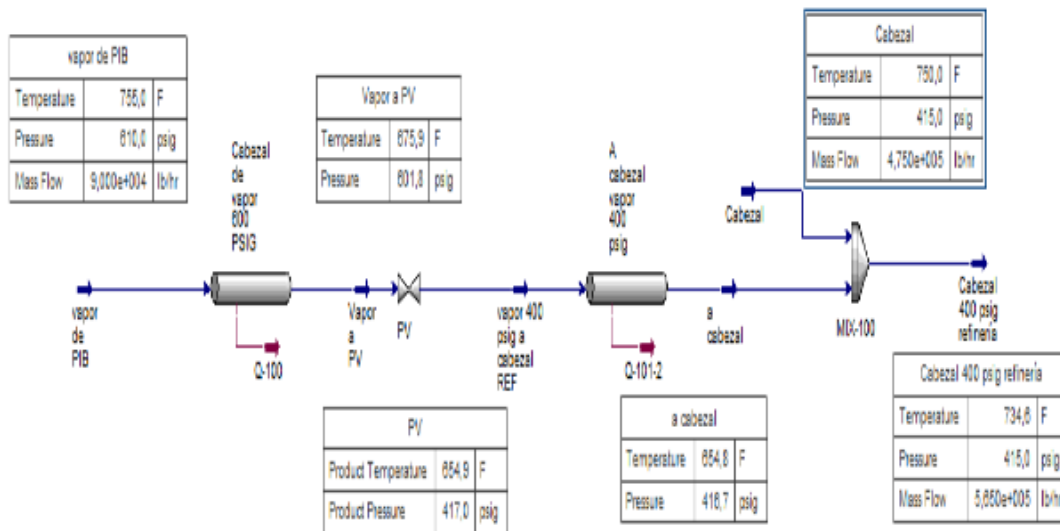 vapor de PIB
Temperature 755,0 F
Pressure 610,0 psig
Mass Flow 9,000e+004 lb/hr
Vapor a PV
Temperature 675,9 F
Pressure 601,8 psig
Cabezal
Temperature 750,0 F
Pressure 415,0 psig
Mass Flow 4,750e+005 lb/hr
Cabezal
de
vapor
600
PSIG
A
cabezal
vapor
400
psig
Cabezal
vapor
de
PIB
Q-100
Vapor
a
PV
PV
vapor 400
psig a
cabezal
REF
Q-101-2
a
cabezal
MIX-100
Cabezal
400 psig
refinería
PV
Product Temperature 654,9 F
Product Pressure 417,0 psig
a cabezal
Temperature 654,8 F
Pressure 416,7 psig
Cabezal 400 psig refinería
Temperature 734,6 F
Pressure 415,0 psig
Mass Flow 5,650e+005 lb/hr